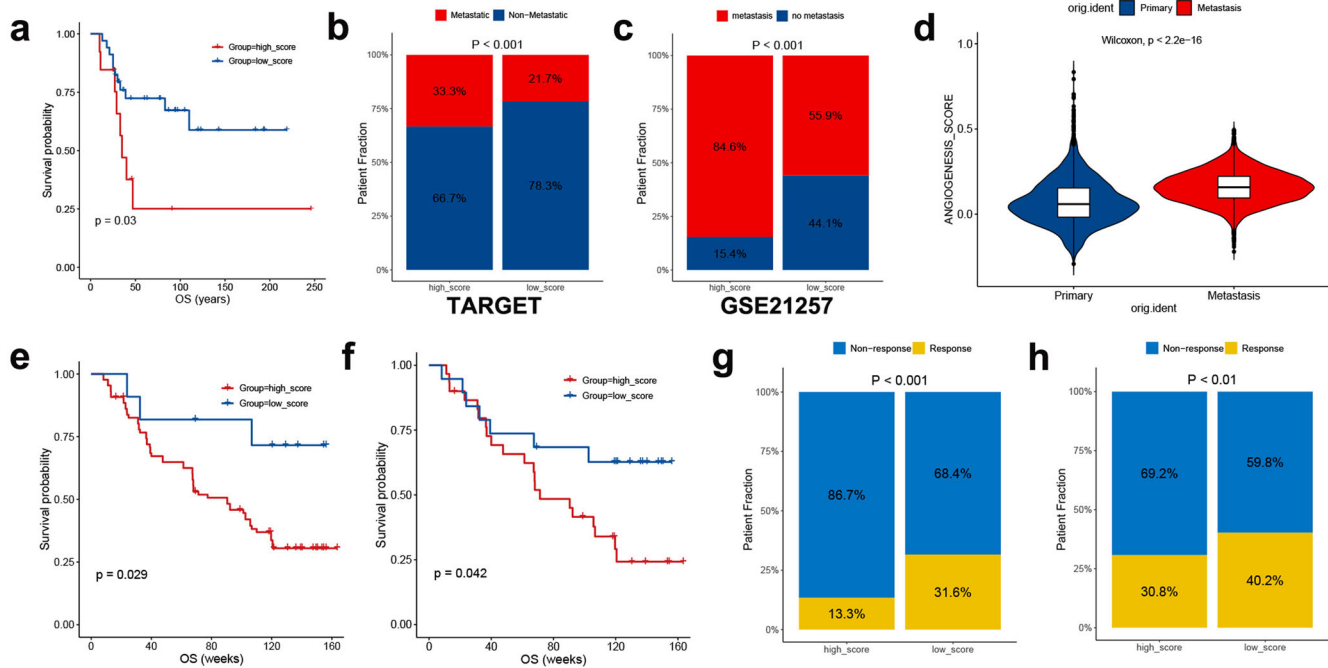 a
Group=high_score
Group=low_score
Survival probability
1.00
0.75
0.50
0.25
0.00
p = 0.03
0 50 100 150 200 250
OS (years)
b
Metastatic Non-Metastatic
P < 0.001
Patient Fraction
100%
75%
50%
25%
0%
33.3%
66.7%
21.7%
78.3%
high_score low_score
TARGET
c
metastasis no metastasis
P < 0.001
Patient Fraction
100%
75%
50%
25%
0%
84.6%
15.4%
55.9%
44.1%
high_score low_score
GSE21257
d
orig.ident Primary Metastasis
Wilcoxon, p < 2.2e-16
ANGIOGENESIS_SCORE
1.0
0.5
0.0
Primary Metastasis
orig.ident
e
Group=high_score
Group=low_score
Survival probability
1.00
0.75
0.50
0.25
0.00
p = 0.029
0 40 80 120 160
OS (weeks)
f
Group=high_score
Group=low_score
Survival probability
1.00
0.75
0.50
0.25
0.00
p = 0.042
0 40 80 120 160
OS (weeks)
g
Non-response Response
P < 0.001
Patient Fraction
100%
75%
50%
25%
0%
86.7%
13.3%
68.4%
31.6%
high_score low_score
h
Non-response Response
P < 0.01
Patient Fraction
100%
75%
50%
25%
0%
69.2%
30.8%
59.8%
40.2%
high_score low_score